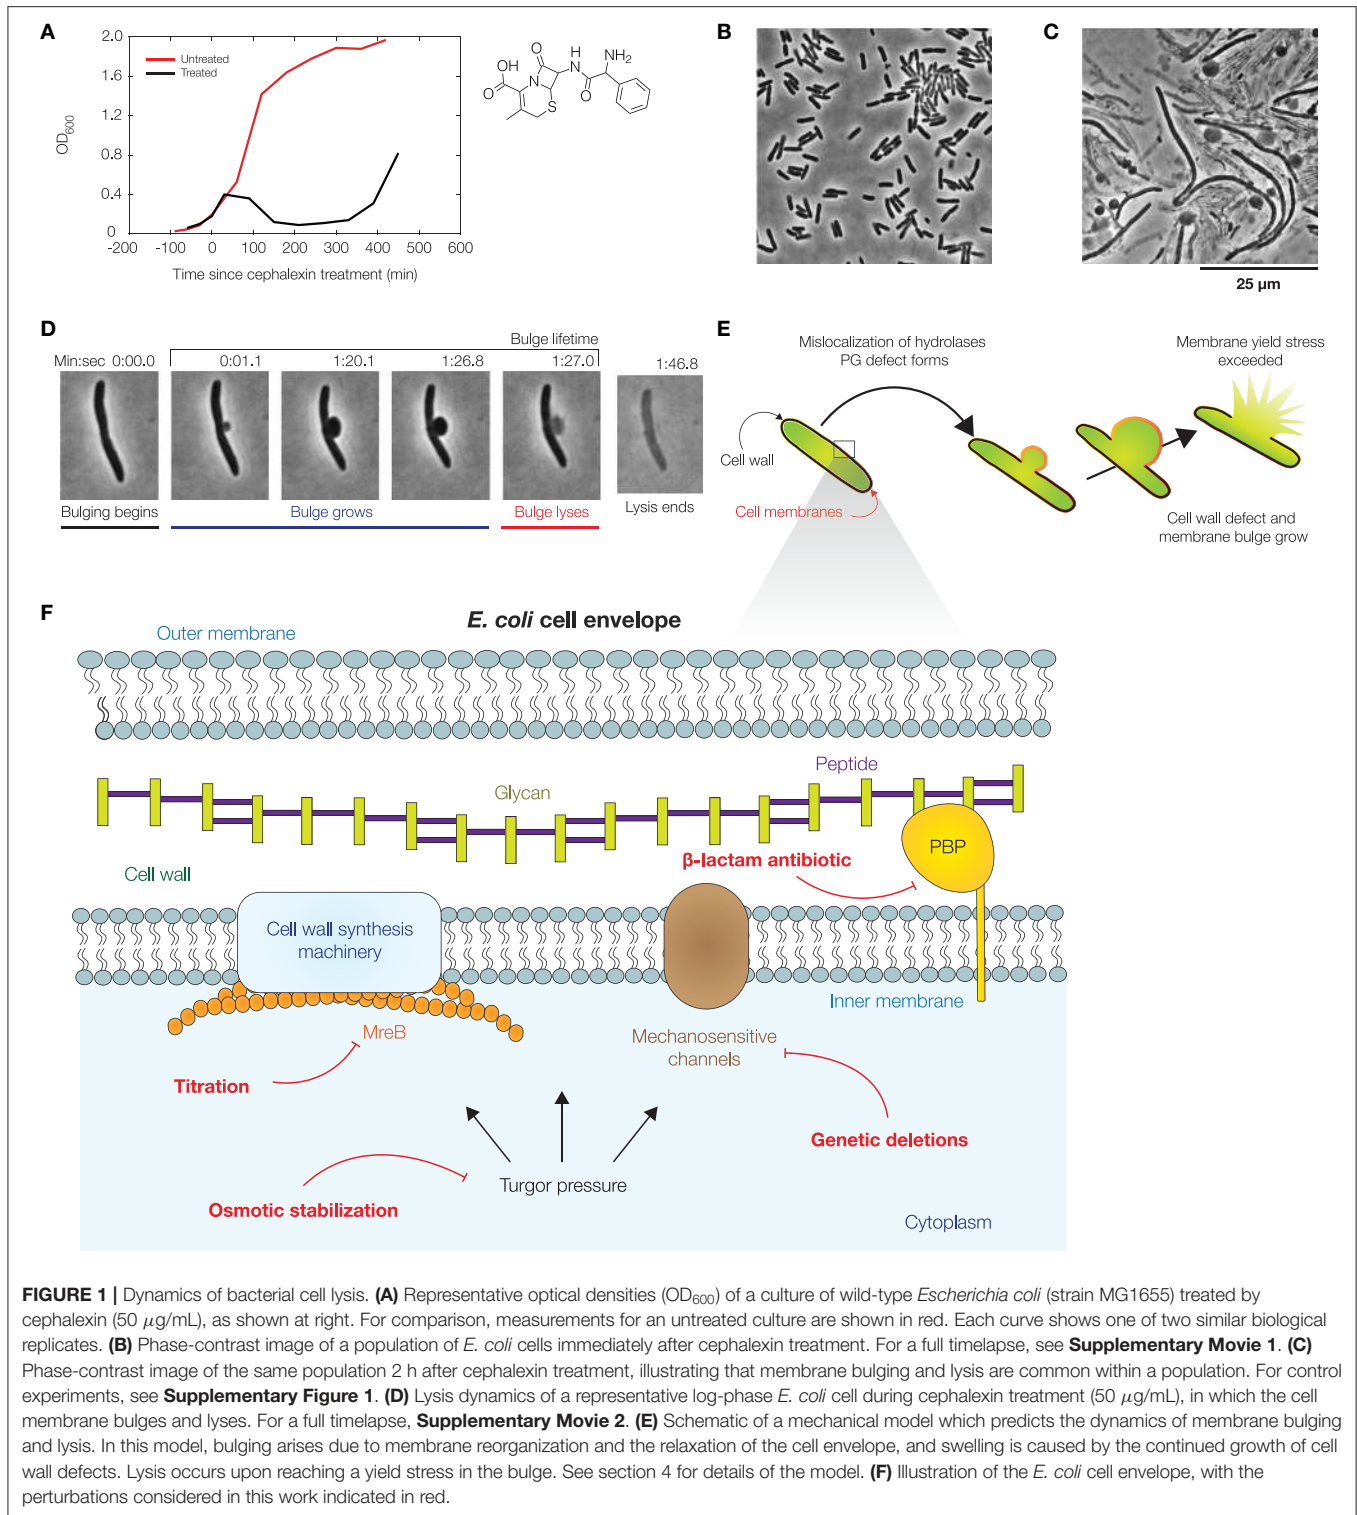 A
2.0
1.6
1.2
0.8
0.4
0
OD600
Untreated
Treated
-200 -100 0 100 200 300 400 500 600
Time since cephalexin treatment (min)
O
OH
O
N
S
NH
O
NH2
B
C
25 µm
D
Bulge lifetime
Min:sec 0:00.0 0:01.1 1:20.1 1:26.8 1:27.0 1:46.8
Bulging begins
Bulge grows
Bulge lyses
Lysis ends
E
Mislocalization of hydrolases
PG defect forms
Membrane yield stress
exceeded
Cell wall
Cell membranes
Cell wall defect and
membrane bulge grow
F
E. coli cell envelope
Outer membrane
Peptide
Glycan
PBP
β-lactam antibiotic
Cell wall
Cell wall synthesis
machinery
Inner membrane
MreB
Mechanosensitive
channels
Titration
Genetic deletions
Turgor pressure
Osmotic stabilization
Cytoplasm
FIGURE 1 | Dynamics of bacterial cell lysis. (A) Representative optical densities (OD600) of a culture of wild-type Escherichia coli (strain MG1655) treated by
cephalexin (50 µg/mL), as shown at right. For comparison, measurements for an untreated culture are shown in red. Each curve shows one of two similar biological
replicates. (B) Phase-contrast image of a population of E. coli cells immediately after cephalexin treatment. For a full timelapse, see Supplementary Movie 1. (C)
Phase-contrast image of the same population 2 h after cephalexin treatment, illustrating that membrane bulging and lysis are common within a population. For control
experiments, see Supplementary Figure 1. (D) Lysis dynamics of a representative log-phase E. coli cell during cephalexin treatment (50 µg/mL), in which the cell
membrane bulges and lyses. For a full timelapse, Supplementary Movie 2. (E) Schematic of a mechanical model which predicts the dynamics of membrane bulging
and lysis. In this model, bulging arises due to membrane reorganization and the relaxation of the cell envelope, and swelling is caused by the continued growth of cell
wall defects. Lysis occurs upon reaching a yield stress in the bulge. See section 4 for details of the model. (F) Illustration of the E. coli cell envelope, with the
perturbations considered in this work indicated in red.